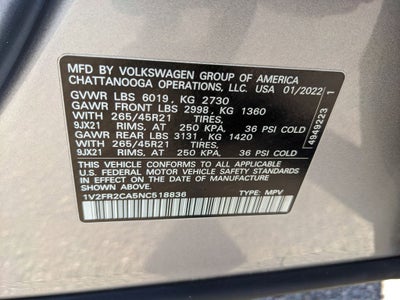 MFD BY VOLKSWAGEN GROUP OF AMERICA
CHATTANOOGA OPERATIONS, LLC. USA 01/2022
GVWR LBS 6019, KG 2730
GAWR FRONT LBS 2998, KG 1360
WITH 265/45R21 TIRES,
9JX21 RIMS, AT 250 KPA, 36 PSI COLD
GAWR REAR LBS 3131, KG 1420
WITH 265/45R21 TIRES,
9JX21 RIMS, AT 250 KPA, 36 PSI COLD
THIS VEHICLE CONFORMS TO ALL APPLICABLE
U.S. FEDERAL MOTOR VEHICLE SAFETY STANDARDS
IN EFFECT ON THE DATE OF MANUFACTURE
SHOWN ABOVE
1V2FR2CA5NC518836 TYPE: MPV
4949223 1